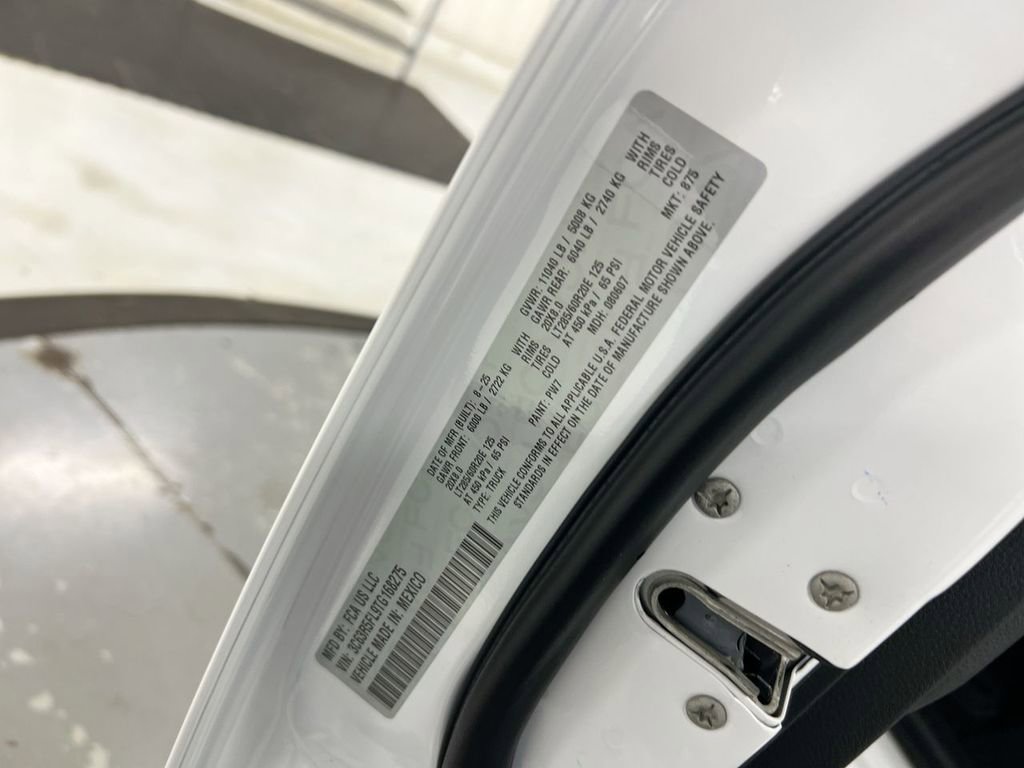 MFD BY: FCA US LLC
DATE OF MFR (BUILT): 8-25
GVWR: 11040 LB / 5008 KG
GAWR FRONT: 6000 LB / 2722 KG WITH
20X8.0 RIMS
LT285/60R20E 125 TIRES
AT 450 kPa / 65 PSI COLD
GAWR REAR: 6040 LB / 2740 KG WITH
20X8.0 RIMS
LT285/60R20E 125 TIRES
AT 450 kPa / 65 PSI COLD
VEHICLE MADE IN: MEXICO
TYPE: TRUCK
PAINT: PW7
MDH: 080607
MKT: 875
THIS VEHICLE CONFORMS TO ALL APPLICABLE U.S.A. FEDERAL MOTOR VEHICLE SAFETY
STANDARDS IN EFFECT ON THE DATE OF MANUFACTURE SHOWN ABOVE.